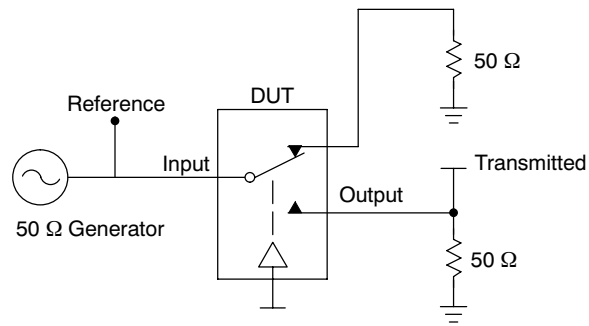 DUT
50 Ω
Reference
Input
Transmitted
Output
50 Ω Generator
50 Ω